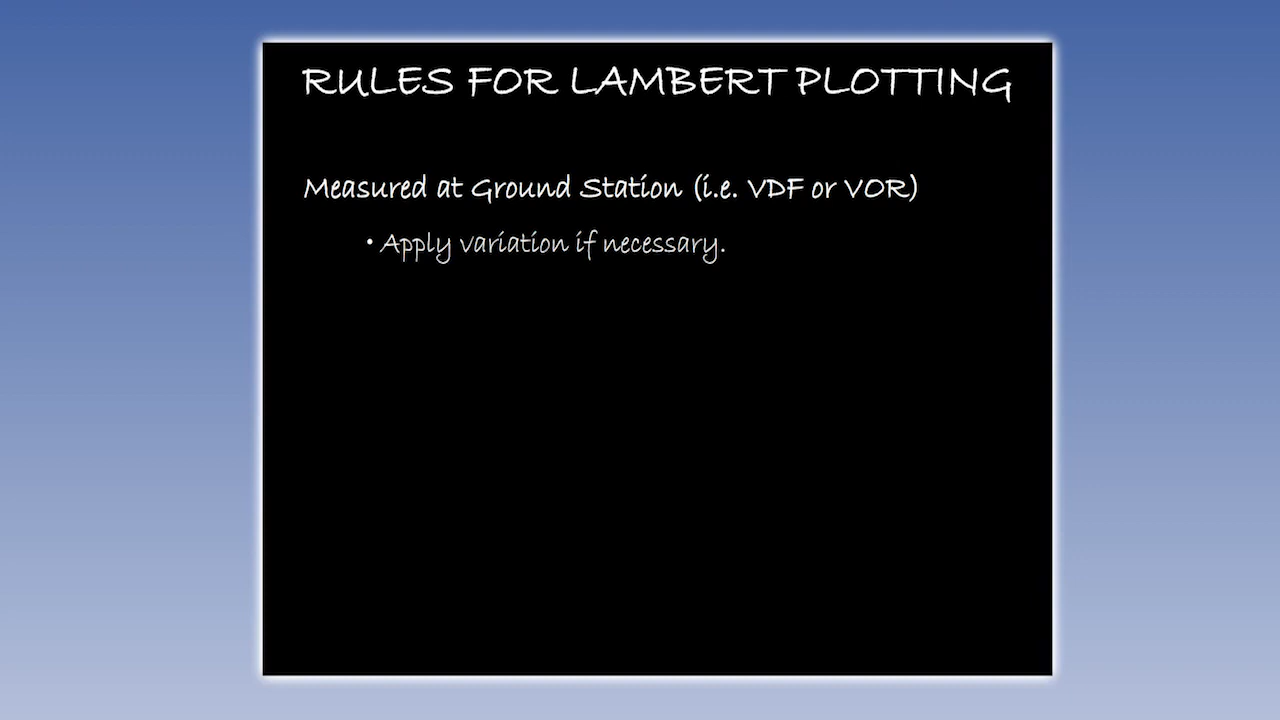 RULES FOR LAMBERT PLOTTING
Measured at Ground Station (i.e. VDF or VOR)
• Apply variation if necessary.